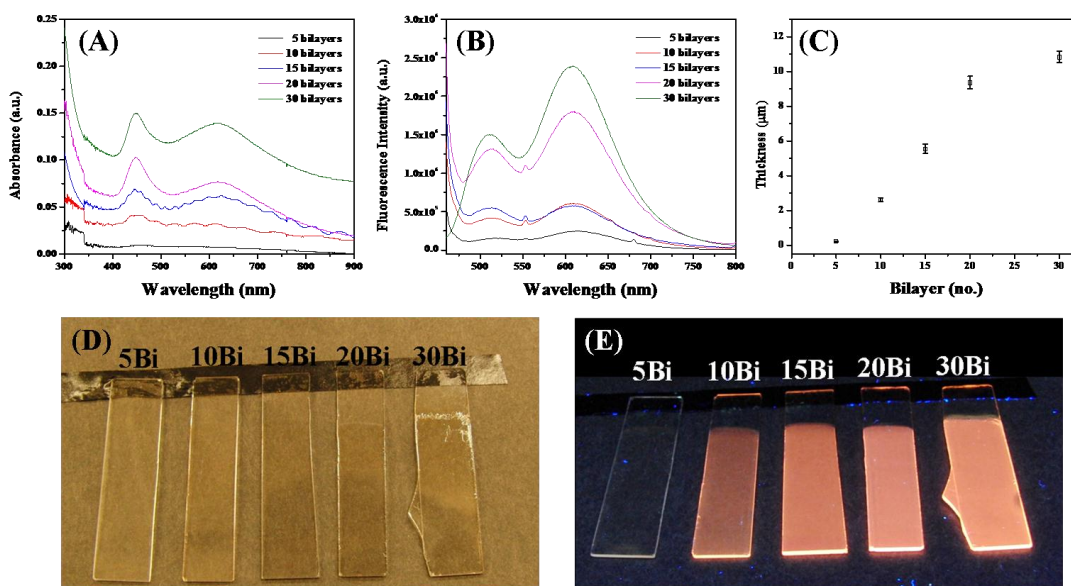 (A)
5 bilayers
10 bilayers
15 bilayers
20 bilayers
30 bilayers
0.25
0.20
0.15
0.10
0.05
0.00
300 400 500 600 700 800 900
Absorbance (a.u.)
Wavelength (nm)
(B)
5 bilayers
10 bilayers
15 bilayers
20 bilayers
30 bilayers
3.0x10⁶
2.5x10⁶
2.0x10⁶
1.5x10⁶
1.0x10⁶
5.0x10⁵
0.0
500 550 600 650 700 750 800
Fluorescence Intensity (a.u.)
Wavelength (nm)
(C)
12
10
8
6
4
2
0
0 5 10 15 20 25 30
Thickness (μm)
Bilayer (no.)
(D)
5Bi 10Bi 15Bi 20Bi 30Bi
(E)
5Bi 10Bi 15Bi 20Bi 30Bi